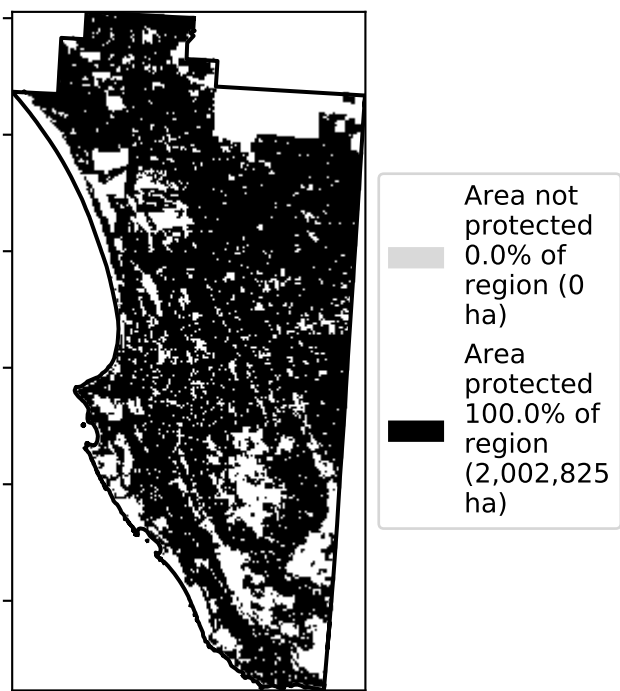 Area not
protected
0.0% of
region (0
ha)
Area
protected
100.0% of
region
(2,002,825
ha)